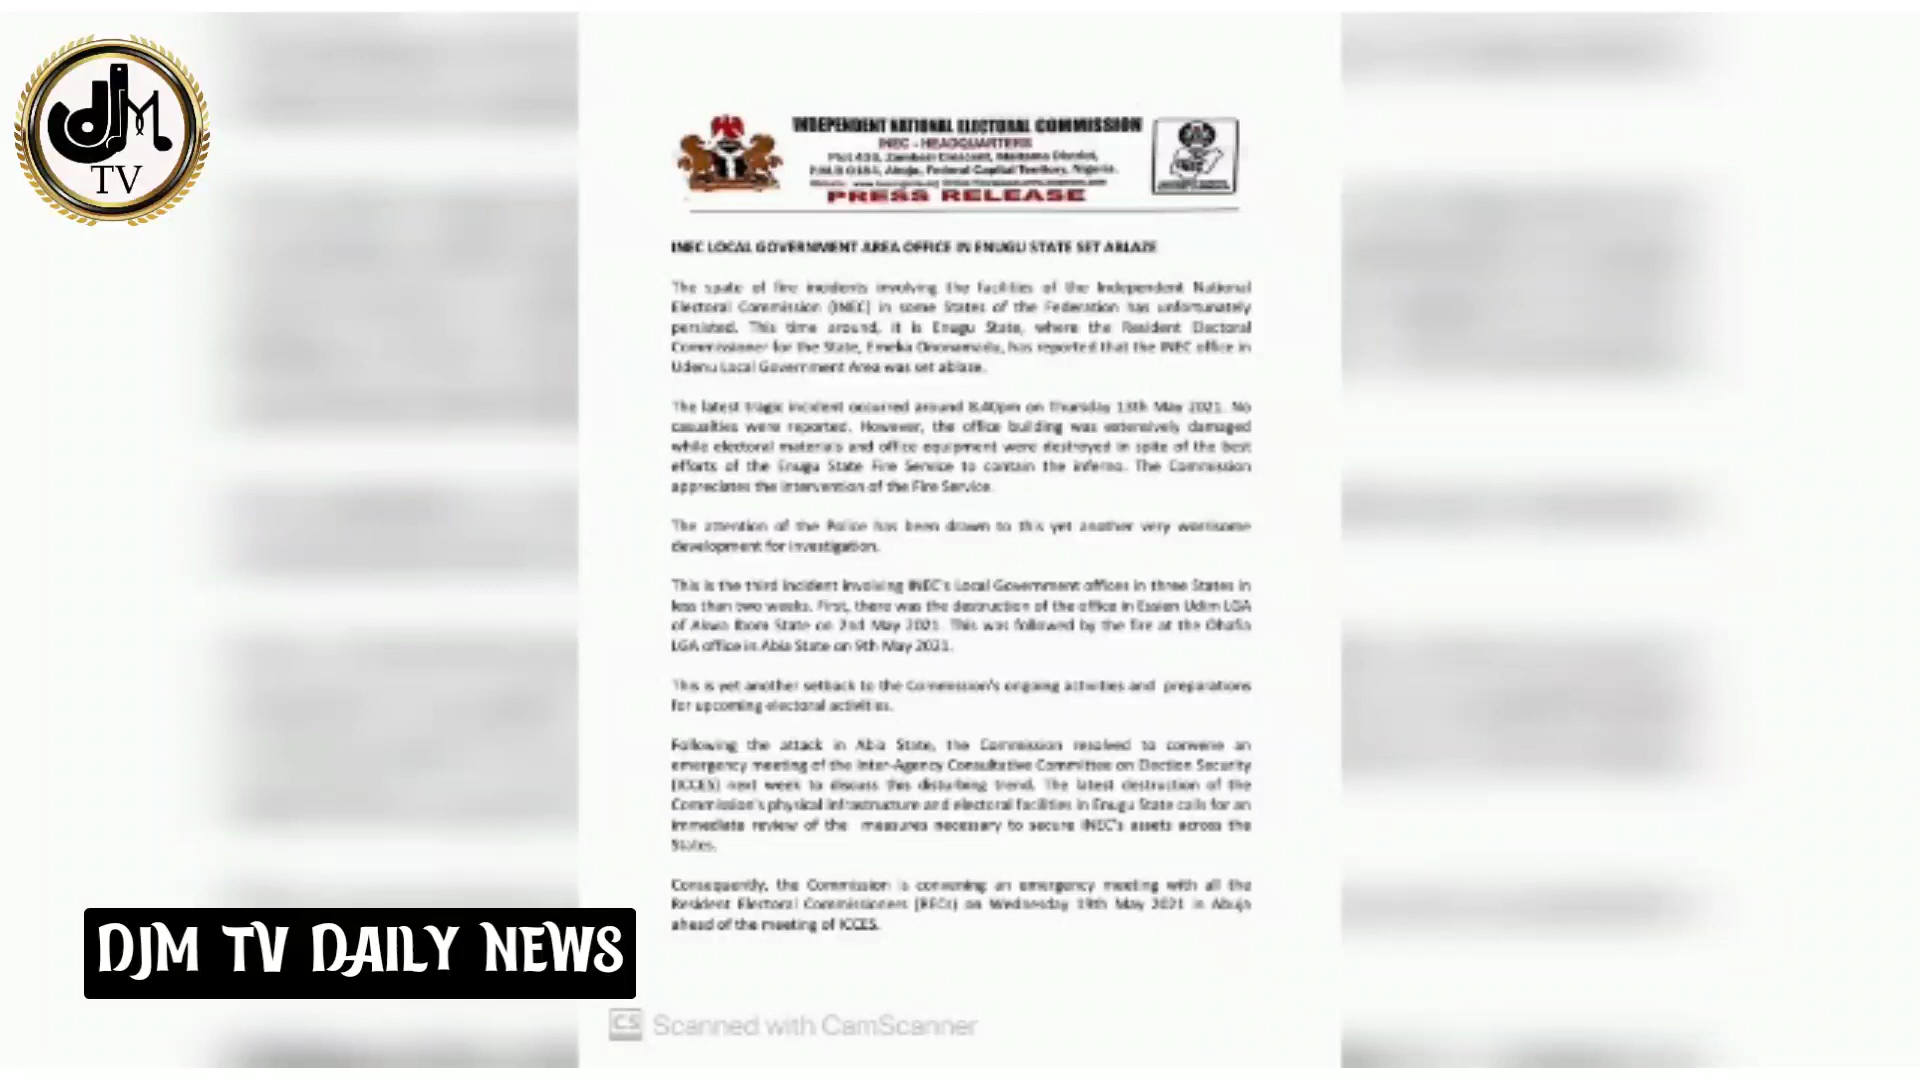 dJM
TV
INDEPENDENT NATIONAL ELECTORAL COMMISSION
INEC - HEADQUARTERS
Plot 436, Zambezi Crescent, Maitama District,
P.M.B 0184, Abuja, Federal Capital Territory, Nigeria.
PRESS RELEASE
INEC LOCAL GOVERNMENT AREA OFFICE IN ENUGU STATE SET ABLAZE
The spate of fire incidents involving the facilities of the Independent National
Electoral Commission (INEC) in some States of the Federation has unfortunately
persisted. This time around, it is Enugu State, where the Resident Electoral
Commissioner for the State, Emeka Ononamadu, has reported that the INEC office in
Udenu Local Government Area was set ablaze.
The latest tragic incident occurred around 8.40pm on Thursday 13th May 2021. No
casualties were reported. However, the office building was extensively damaged
while electoral materials and office equipment were destroyed in spite of the best
efforts of the Enugu State Fire Service to contain the inferno. The Commission
appreciates the intervention of the Fire Service.
The attention of the Police has been drawn to this yet another very worrisome
development for investigation.
This is the third incident involving INEC's Local Government offices in three States in
less than two weeks. First, there was the destruction of the office in Essien Udim LGA
of Akwa Ibom State on 2nd May 2021. This was followed by the fire at the Ohafia
LGA office in Abia State on 9th May 2021.
This is yet another setback to the Commission's ongoing activities and preparations
for upcoming electoral activities.
Following the attack in Abia State, the Commission resolved to convene an
emergency meeting of the Inter-Agency Consultative Committee on Election Security
(ICCES) next week to discuss this disturbing trend. The latest destruction of the
Commission's physical infrastructure and electoral facilities in Enugu State calls for an
immediate review of the measures necessary to secure INEC's assets across the
States.
Consequently, the Commission is convening an emergency meeting with all the
Resident Electoral Commissioners (RECs) on Wednesday 19th May 2021 in Abuja
ahead of the meeting of ICCES.
DJM TV DAILY NEWS
CS Scanned with CamScanner